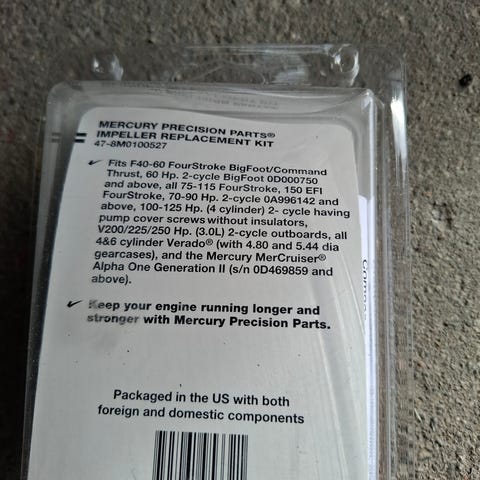 MERCURY PRECISION PARTS®
IMPELLER REPLACEMENT KIT
47-8M0100527
✓ Fits F40-60 FourStroke BigFoot/Command
Thrust, 60 Hp. 2-cycle BigFoot 0D000750
and above, all 75-115 FourStroke, 150 EFI
FourStroke, 70-90 Hp. 2-cycle 0A996142 and
above, 100-125 Hp. (4 cylinder) 2- cycle having
pump cover screws without insulators,
V200/225/250 Hp. (3.0L) 2-cycle outboards, all
4&6 cylinder Verado® (with 4.80 and 5.44 dia
gearcases), and the Mercury MerCruiser®
Alpha One Generation II (s/n 0D469859 and
above).
✓ Keep your engine running longer and
stronger with Mercury Precision Parts.
Packaged in the US with both
foreign and domestic components